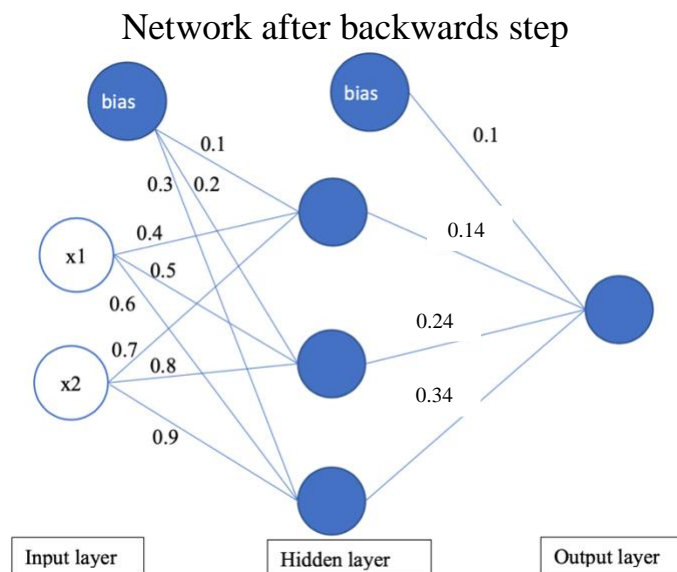 Network after backwards step
bias
bias
0.1
0.1
0.3
0.2
0.4
0.14
x1
0.5
0.6
0.24
0.7
0.8
x2
0.34
0.9
Input layer
Hidden layer
Output layer